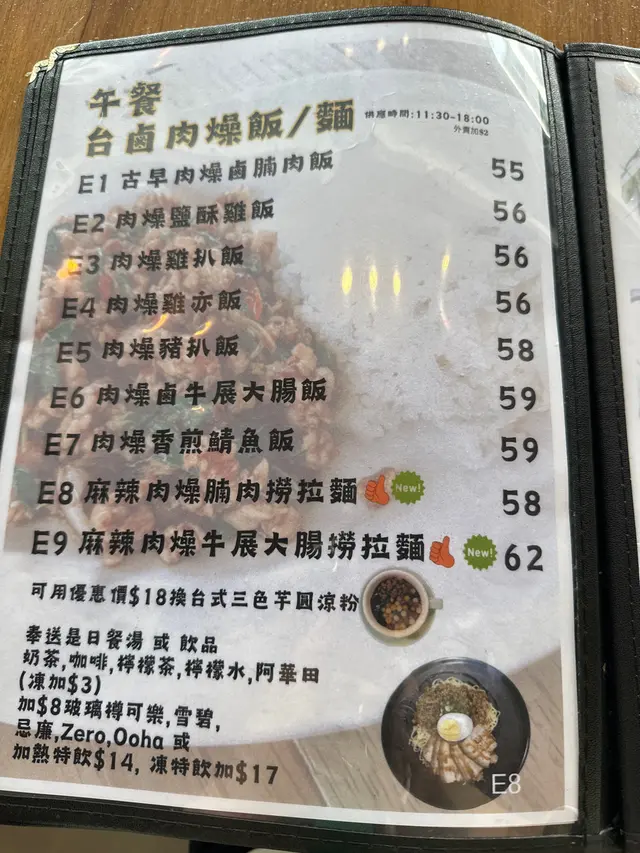 午餐
台鹵肉燥飯/麵
供應時間:11:30-18:00
外賣加$2
E1 古早肉燥鹵腩肉飯 55
E2 肉燥鹽酥雞飯 56
E3 肉燥雞扒飯 56
E4 肉燥雞亦飯 56
E5 肉燥豬扒飯 58
E6 肉燥鹵牛展大腸飯 59
E7 肉燥香煎鯖魚飯 59
E8 麻辣肉燥腩肉撈拉麵 New! 58
E9 麻辣肉燥牛展大腸撈拉麵 New! 62
可用優惠價$18換台式三色芋圓涼粉
奉送是日餐湯 或 飲品
奶茶,咖啡,檸檬茶,檸檬水,阿華田
(凍加$3)
加$8玻璃樽可樂,雪碧,
忌廉,Zero,Ooha 或
加熱特飲$14, 凍特飲加$17
E8